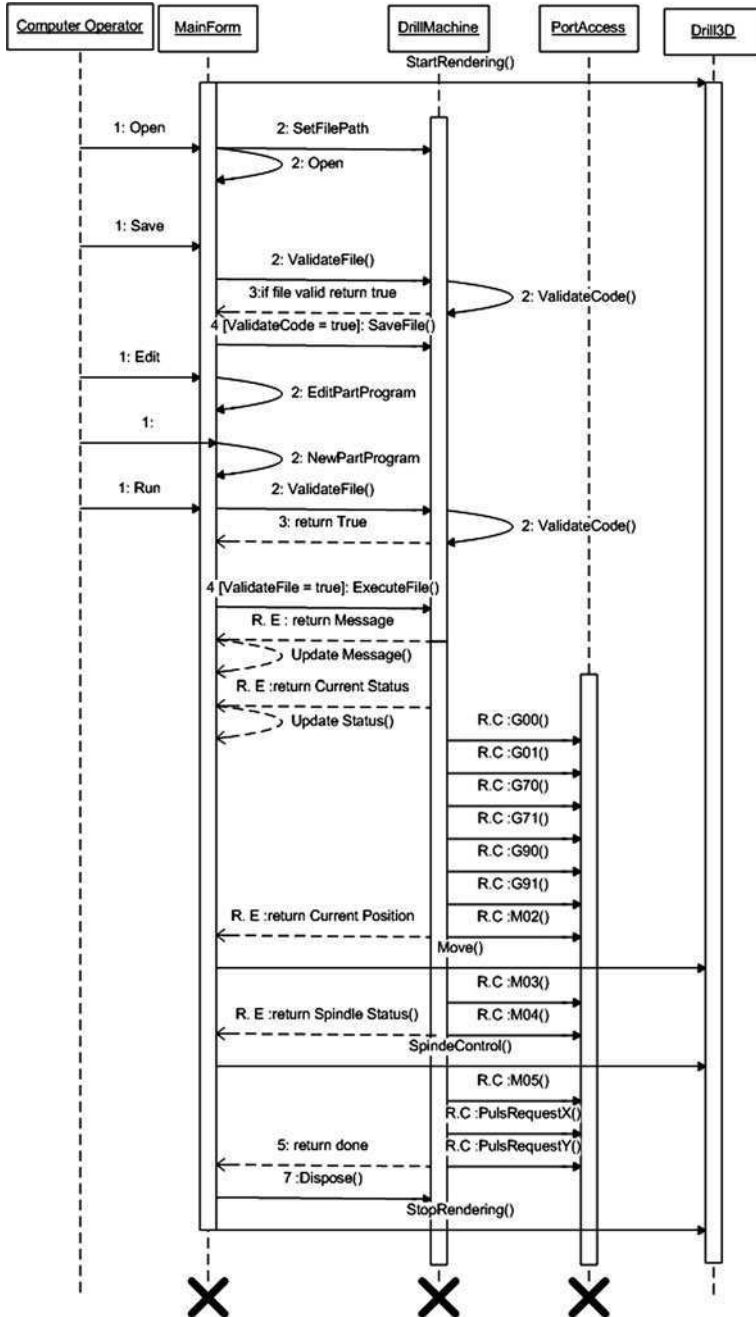 Computer Operator
MainForm
DrillMachine
PortAccess
Drill3D
StartRendering()
1: Open
2: SetFilePath
2: Open
1: Save
2: ValidateFile()
3:if file valid return true
2: ValidateCode()
4 [ValidateCode = true]: SaveFile()
1: Edit
2: EditPartProgram
1:
2: NewPartProgram
1: Run
2: ValidateFile()
3: return True
2: ValidateCode()
4 [ValidateFile = true]: ExecuteFile()
R. E : return Message
Update Message()
R. E :return Current Status
Update Status()
R.C :G00()
R.C :G01()
R.C :G70()
R.C :G71()
R.C :G90()
R.C :G91()
R. E :return Current Position
R.C :M02()
Move()
R.C :M03()
R. E :return Spindle Status()
R.C :M04()
SpindeControl()
R.C :M05()
R.C :PulsRequestX()
5: return done
R.C :PulsRequestY()
7 :Dispose()
StopRendering()